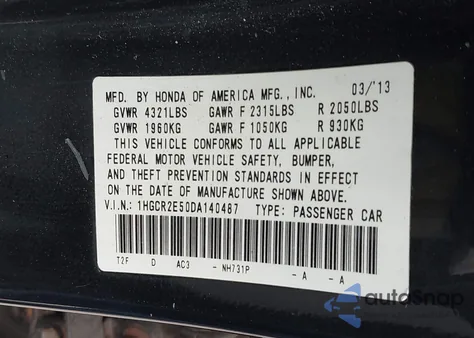 MFD. BY HONDA OF AMERICA MFG., INC. 03/'13
GVWR 4321LBS GAWR F 2315LBS R 2050LBS
GVWR 1960KG GAWR F 1050KG R 930KG
THIS VEHICLE CONFORMS TO ALL APPLICABLE
FEDERAL MOTOR VEHICLE SAFETY, BUMPER,
AND THEFT PREVENTION STANDARDS IN EFFECT
ON THE DATE OF MANUFACTURE SHOWN ABOVE.
V.I.N.: 1HGCR2E50DA140487 TYPE: PASSENGER CAR
T2F D AC3 - NH731P - A - A
autoSnap